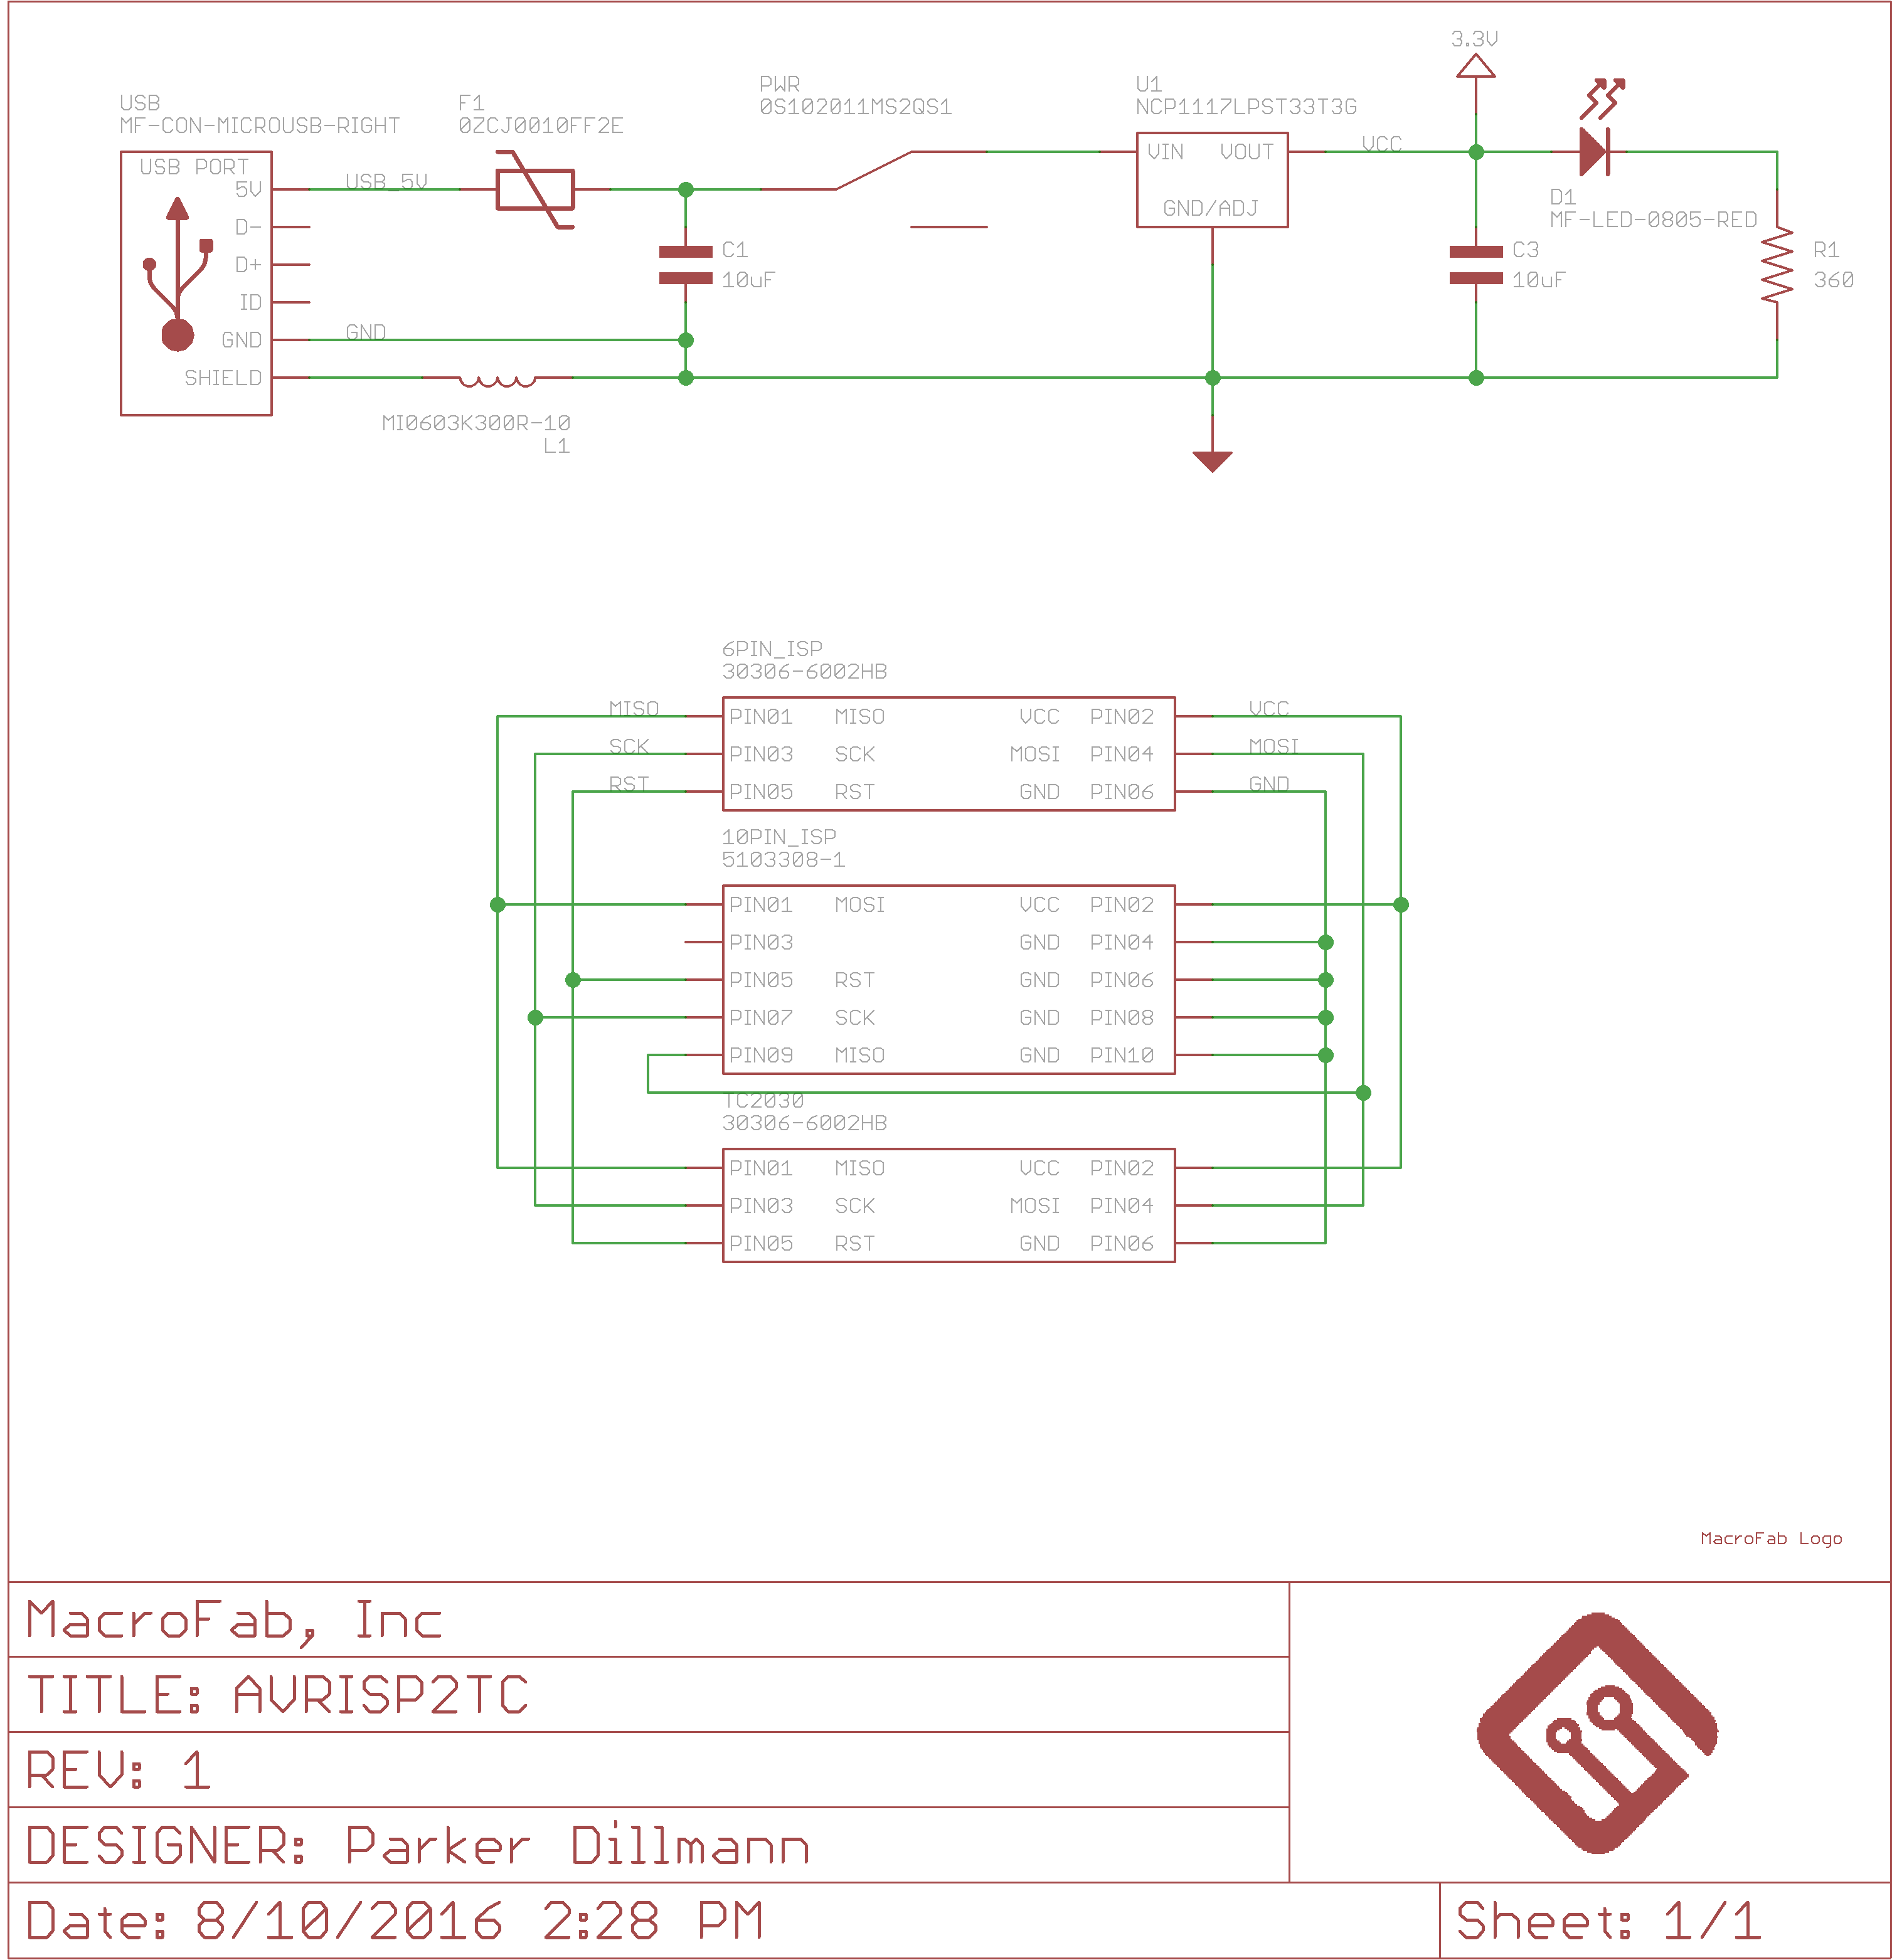 3.3V
USB
MF-CON-MICROUSB-RIGHT
F1
0ZCJ0010FF2E
PWR
0S102011MS2QS1
U1
NCP1117LPST33T3G
USB PORT
5V
D-
D+
ID
GND
SHIELD
USB_5V
GND
MI0603K300R-10
L1
C1
10uF
VIN VOUT
GND/ADJ
VCC
D1
MF-LED-0805-RED
C3
10uF
R1
360
6PIN_ISP
30306-6002HB
MISO PIN01 MISO VCC PIN02 VCC
SCK PIN03 SCK MOSI PIN04 MOSI
RST PIN05 RST GND PIN06 GND
10PIN_ISP
5103308-1
PIN01 MOSI VCC PIN02
PIN03 GND PIN04
PIN05 RST GND PIN06
PIN07 SCK GND PIN08
PIN09 MISO GND PIN10
TC2030
30306-6002HB
PIN01 MISO VCC PIN02
PIN03 SCK MOSI PIN04
PIN05 RST GND PIN06
MacroFab Logo
MacroFab, Inc
TITLE: AVRISP2TC
REV: 1
DESIGNER: Parker Dillmann
Date: 8/10/2016 2:28 PM
Sheet: 1/1